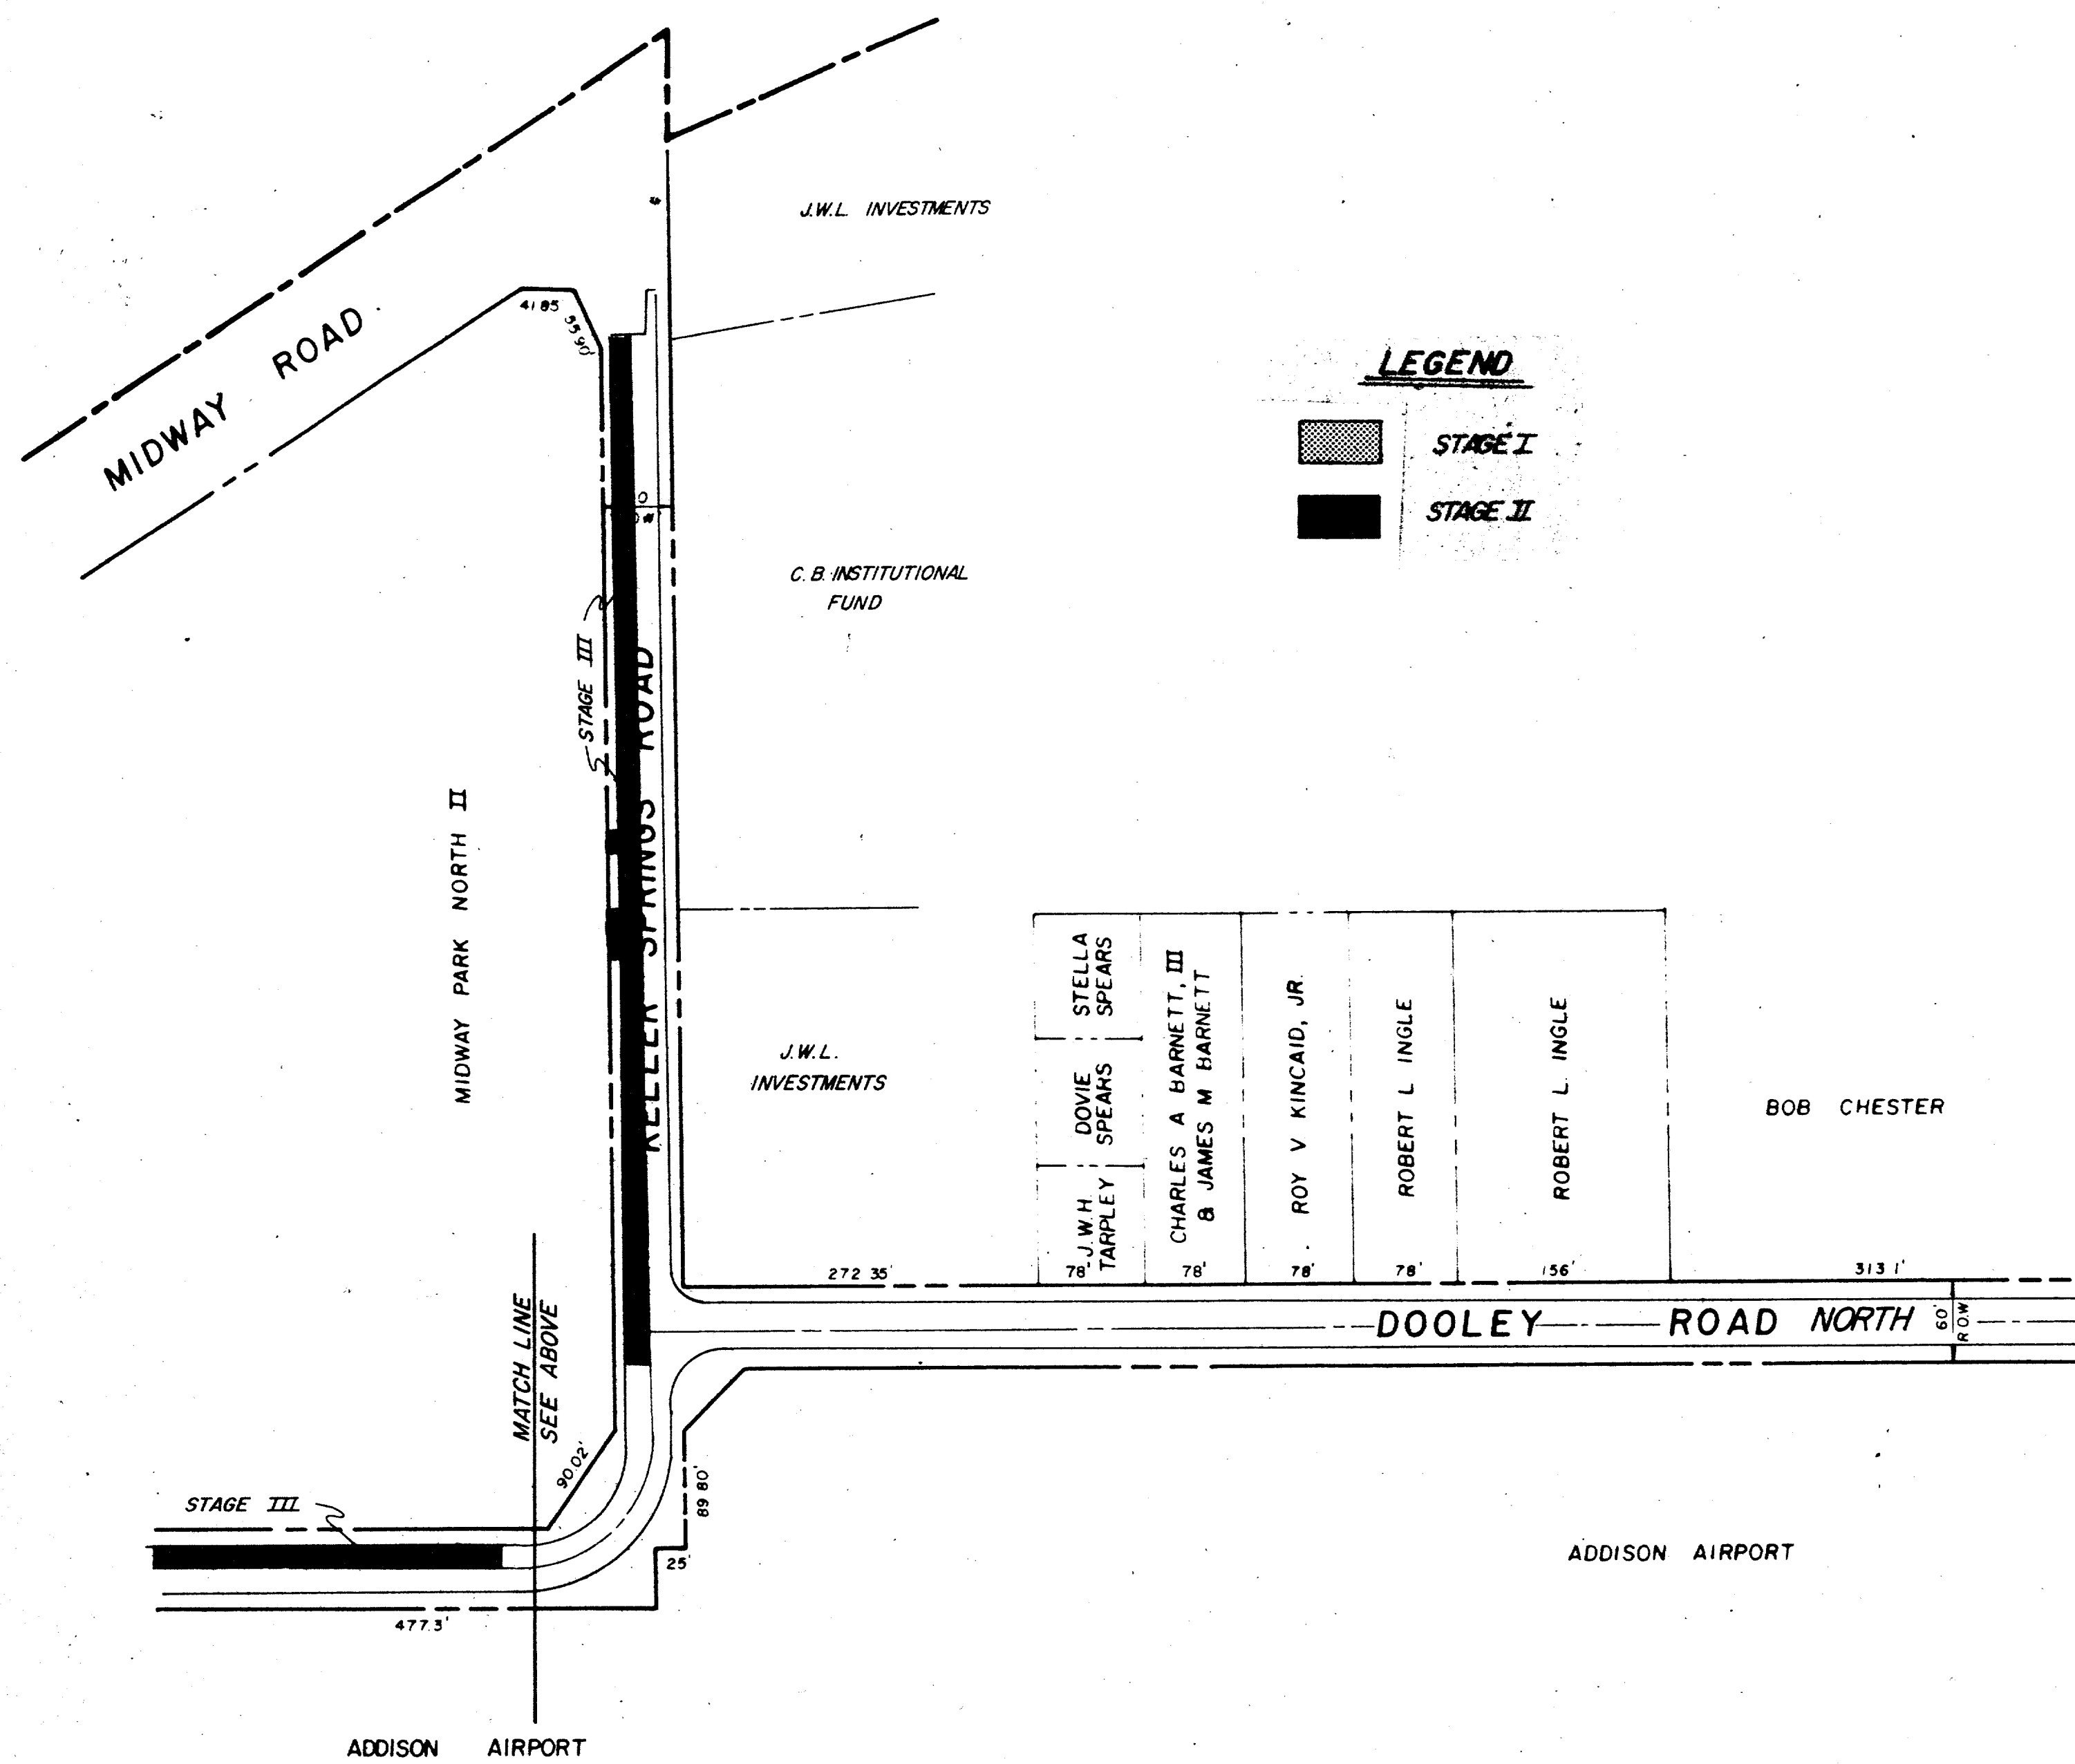 J.W.L. INVESTMENTS
41 85
55 90'
MIDWAY ROAD
LEGEND
STAGE I
STAGE II
C. B. INSTITUTIONAL
FUND
STAGE III
KELLER SPRINGS ROAD
MIDWAY PARK NORTH II
J.W.L.
INVESTMENTS
STELLA
SPEARS
DOVIE
SPEARS
J.W.H.
TARPLEY
CHARLES A BARNETT, III
& JAMES M BARNETT
ROY V KINCAID, JR.
ROBERT L INGLE
ROBERT L. INGLE
BOB CHESTER
272 35'
78'
78'
78'
78'
156'
313 1'
DOOLEY ROAD NORTH
60'
R.O.W
MATCH LINE
SEE ABOVE
90.02'
89 80'
STAGE III
25'
477.3'
ADDISON AIRPORT
ADDISON AIRPORT